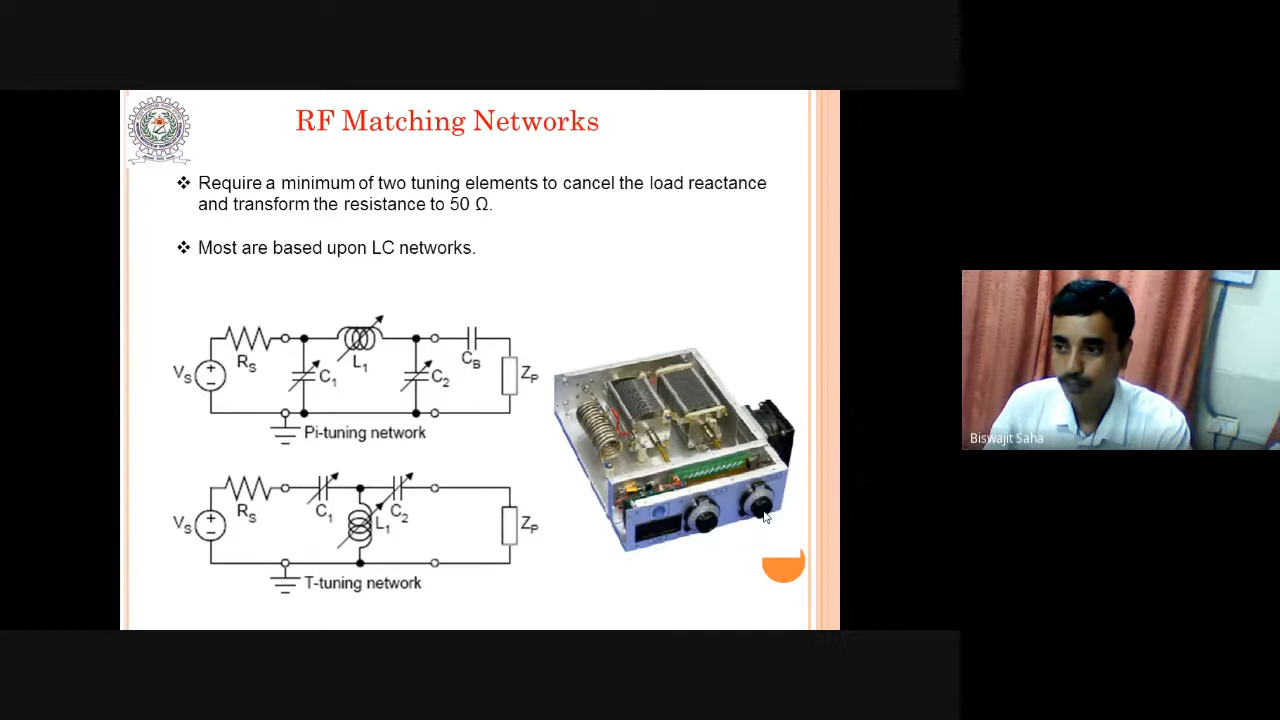 RF Matching Networks
❖ Require a minimum of two tuning elements to cancel the load reactance
and transform the resistance to 50 Ω.
❖ Most are based upon LC networks.
V_S
+
−
R_S
C_1
L_1
C_2
C_B
Z_P
Pi-tuning network
V_S
+
−
R_S
C_1
L_1
C_2
Z_P
T-tuning network
Biswajit Saha